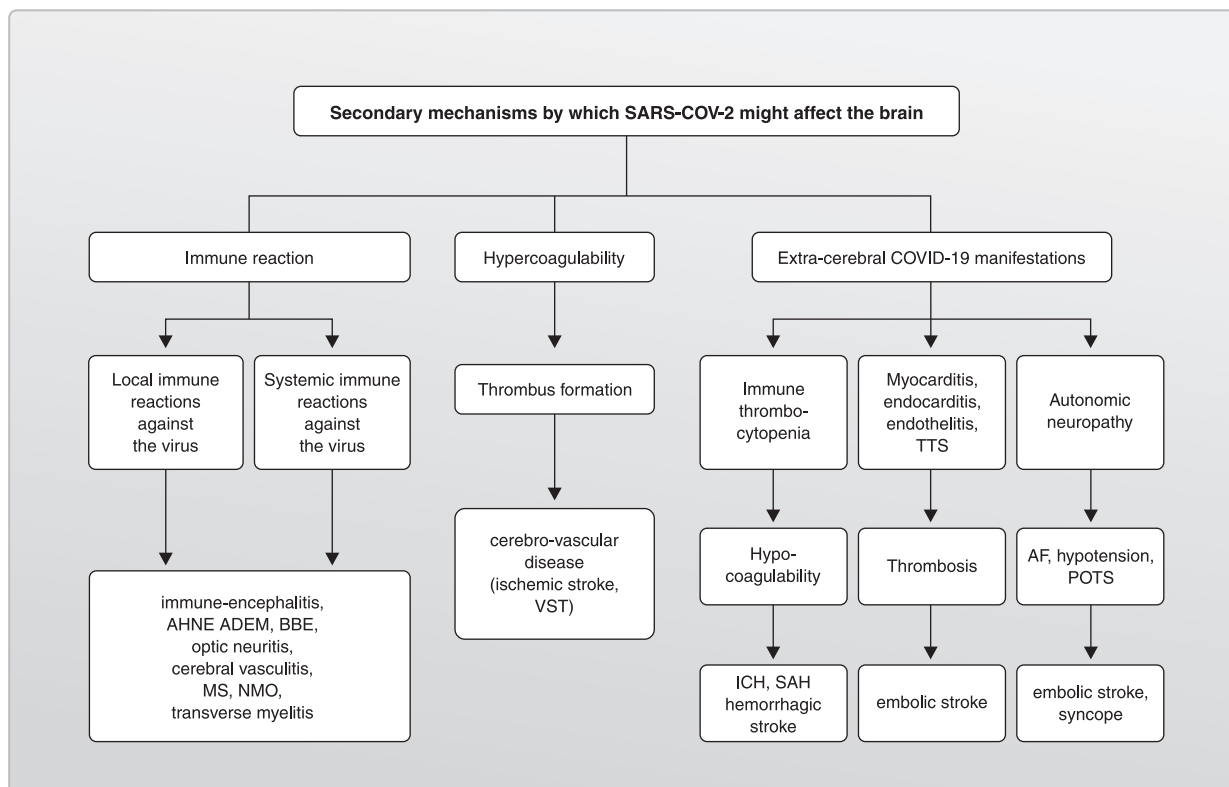 Secondary mechanisms by which SARS-COV-2 might affect the brain
Immune reaction
Hypercoagulability
Extra-cerebral COVID-19 manifestations
Local immune
reactions
against
the virus
Systemic immune
reactions
against
the virus
Thrombus formation
Immune
thrombo-
cytopenia
Myocarditis,
endocarditis,
endothelitis,
TTS
Autonomic
neuropathy
cerebro-vascular
disease
(ischemic stroke,
VST)
Hypo-
coagulability
Thrombosis
AF, hypotension,
POTS
immune-encephalitis,
AHNE ADEM, BBE,
optic neuritis,
cerebral vasculitis,
MS, NMO,
transverse myelitis
ICH, SAH
hemorrhagic
stroke
embolic stroke
embolic stroke,
syncope